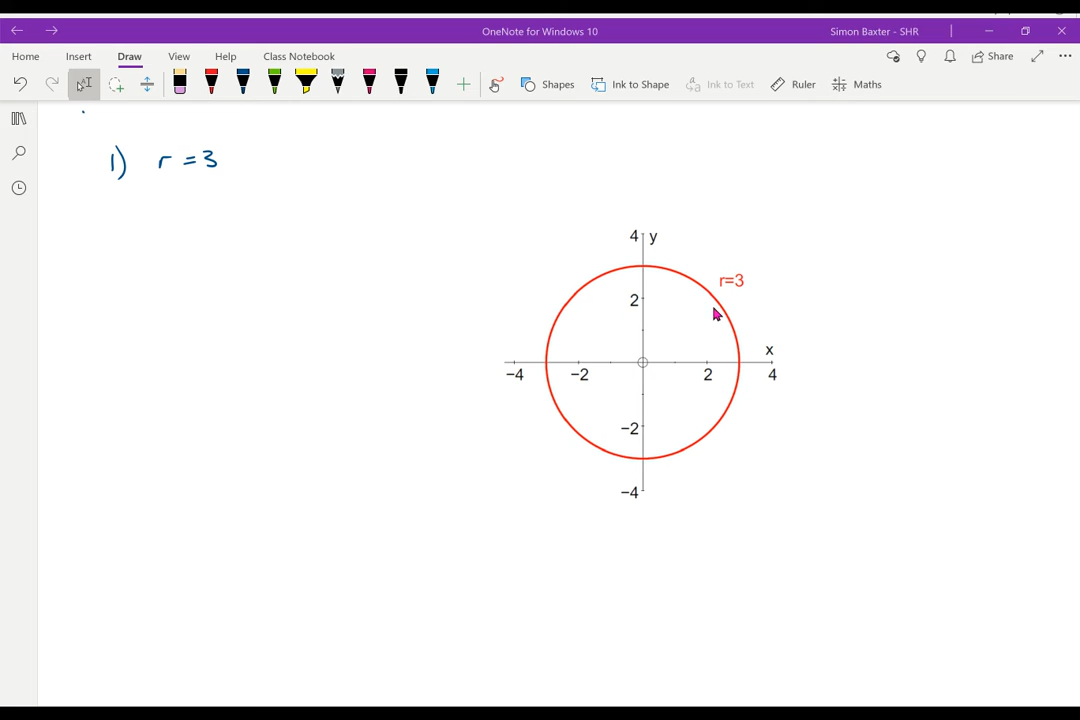 OneNote for Windows 10
Simon Baxter - SHR
Home Insert Draw View Help Class Notebook
Share
Shapes Ink to Shape Ink to Text Ruler Maths
1) r = 3
4 y
r=3
2
x
−4 −2 2 4
−2
−4